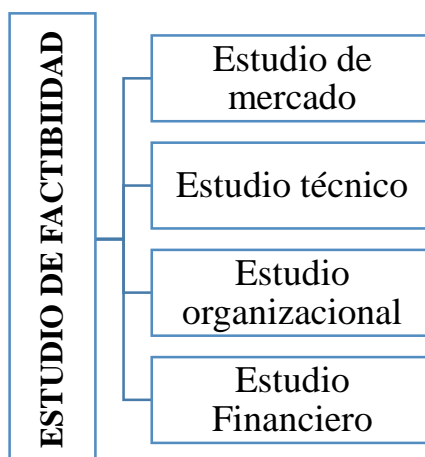 ESTUDIO DE FACTIBIIDAD
Estudio de
mercado
Estudio técnico
Estudio
organizacional
Estudio
Financiero